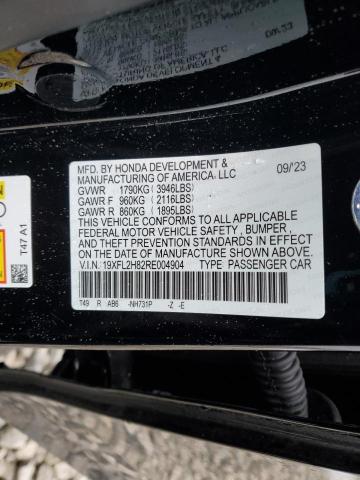 MFD. BY HONDA DEVELOPMENT &
MANUFACTURING OF AMERICA, LLC 09/'23
GVWR 1790KG (3946LBS)
GAWR F 960KG (2116LBS)
GAWR R 860KG (1895LBS)
THIS VEHICLE CONFORMS TO ALL APPLICABLE
FEDERAL MOTOR VEHICLE SAFETY, BUMPER,
AND THEFT PREVENTION STANDARDS IN EFFECT
ON THE DATE OF MANUFACTURE SHOWN ABOVE.
V.I.N. 19XFL2H82RE004904 TYPE PASSENGER CAR
T49 R AB6 -NH731P -Z -E
T47 A1